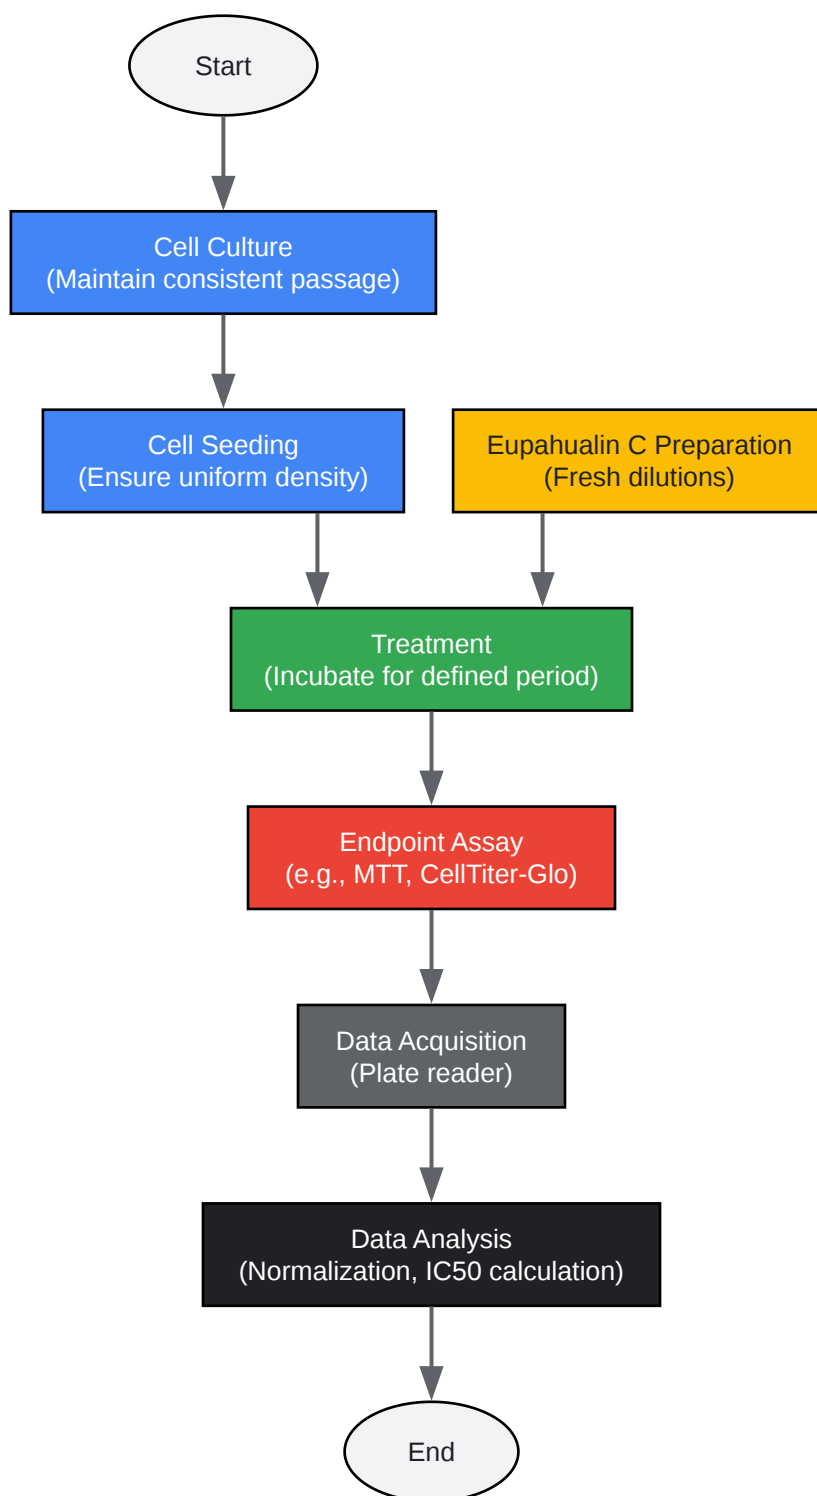 Start
Cell Culture
(Maintain consistent passage)
Cell Seeding
(Ensure uniform density)
Eupahualin C Preparation
(Fresh dilutions)
Treatment
(Incubate for defined period)
Endpoint Assay
(e.g., MTT, CellTiter-Glo)
Data Acquisition
(Plate reader)
Data Analysis
(Normalization, IC50 calculation)
End